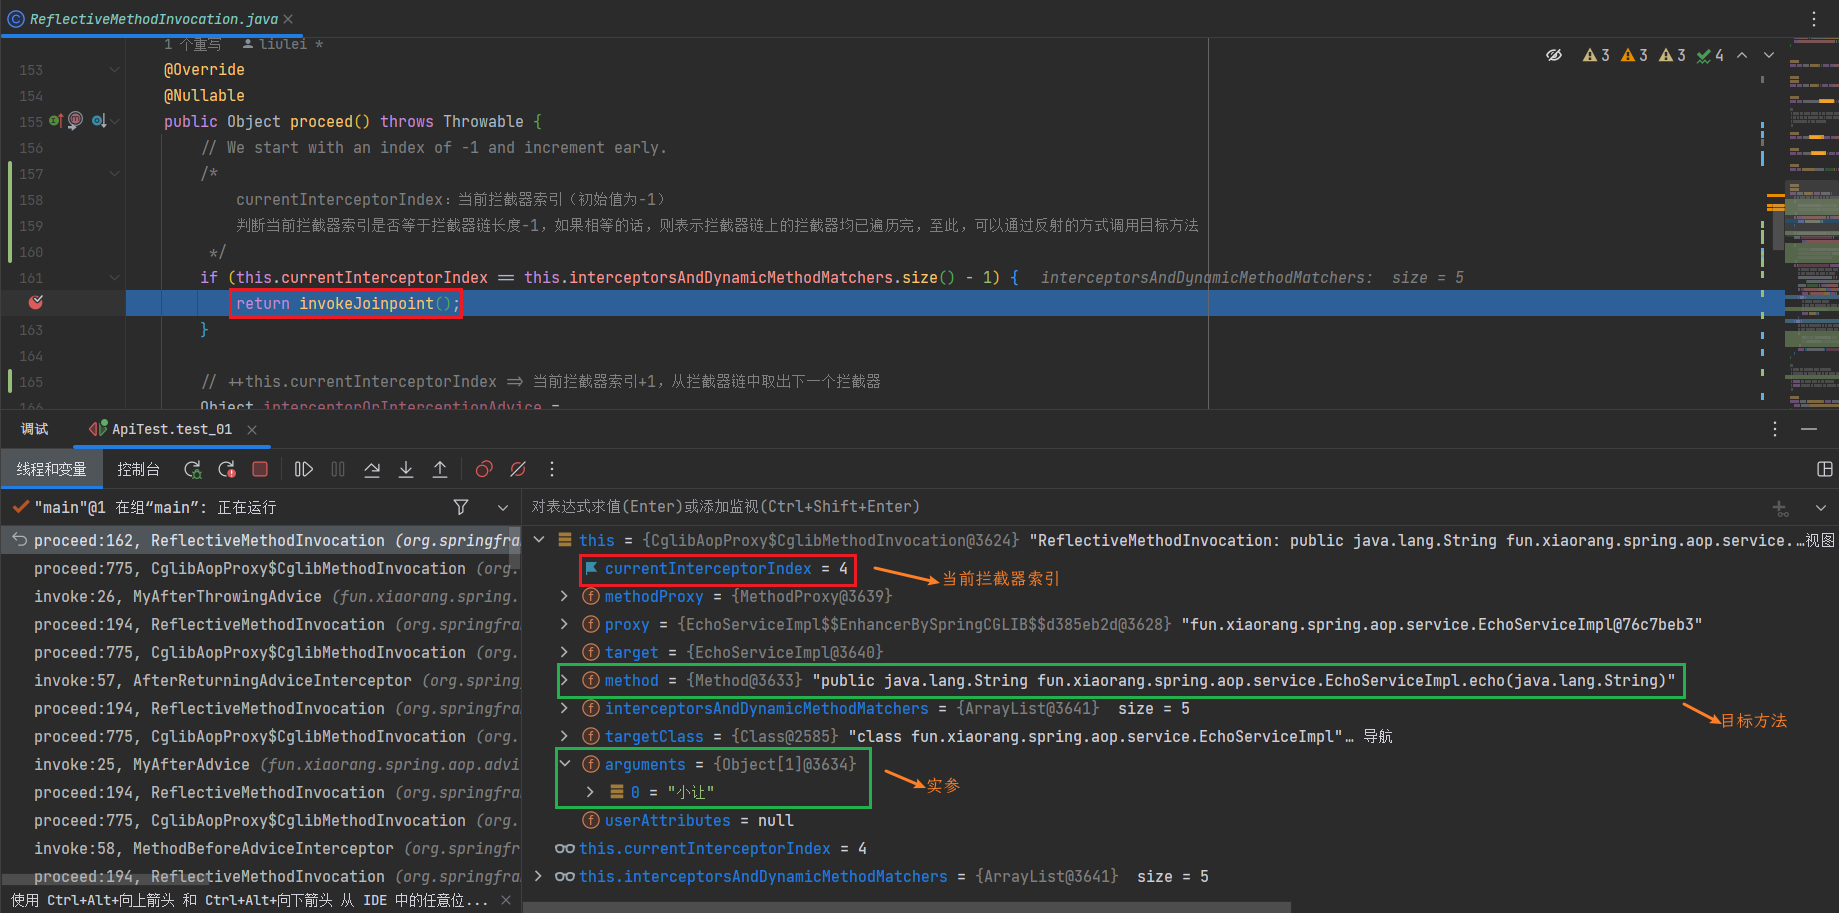 ReflectiveMethodInvocation.java
1 个重写 liulei *
3 3 3 4
153 @Override
154 @Nullable
155 public Object proceed() throws Throwable {
156 // We start with an index of -1 and increment early.
157 /*
158 currentInterceptorIndex：当前拦截器索引（初始值为-1）
159 判断当前拦截器索引是否等于拦截器链长度-1，如果相等的话，则表示拦截器链上的拦截器均已遍历完，至此，可以通过反射的方式调用目标方法
160 */
161 if (this.currentInterceptorIndex == this.interceptorsAndDynamicMethodMatchers.size() - 1) { interceptorsAndDynamicMethodMatchers: size = 5
return invokeJoinpoint();
163 }
164
165 // ++this.currentInterceptorIndex => 当前拦截器索引+1，从拦截器链中取出下一个拦截器
166 Object interceptorOrInterceptionAdvice =
调试 ApiTest.test_01
线程和变量 控制台
"main"@1 在组“main”: 正在运行
对表达式求值(Enter)或添加监视(Ctrl+Shift+Enter)
proceed:162, ReflectiveMethodInvocation (org.springfra
proceed:775, CglibAopProxy$CglibMethodInvocation (org.
invoke:26, MyAfterThrowingAdvice (fun.xiaorang.spring.
proceed:194, ReflectiveMethodInvocation (org.springfra
proceed:775, CglibAopProxy$CglibMethodInvocation (org.
invoke:57, AfterReturningAdviceInterceptor (org.spring
proceed:194, ReflectiveMethodInvocation (org.springfra
proceed:775, CglibAopProxy$CglibMethodInvocation (org.
invoke:25, MyAfterAdvice (fun.xiaorang.spring.aop.advi
proceed:194, ReflectiveMethodInvocation (org.springfra
proceed:775, CglibAopProxy$CglibMethodInvocation (org.
invoke:58, MethodBeforeAdviceInterceptor (org.springfr
proceed:194, ReflectiveMethodInvocation (org.springfra
使用 Ctrl+Alt+向上箭头 和 Ctrl+Alt+向下箭头 从 IDE 中的任意位...
this = {CglibAopProxy$CglibMethodInvocation@3624} "ReflectiveMethodInvocation: public java.lang.String fun.xiaorang.spring.aop.service.…视图
currentInterceptorIndex = 4
当前拦截器索引
methodProxy = {MethodProxy@3639}
proxy = {EchoServiceImpl$$EnhancerBySpringCGLIB$$d385eb2d@3628} "fun.xiaorang.spring.aop.service.EchoServiceImpl@76c7beb3"
target = {EchoServiceImpl@3640}
method = {Method@3633} "public java.lang.String fun.xiaorang.spring.aop.service.EchoServiceImpl.echo(java.lang.String)"
interceptorsAndDynamicMethodMatchers = {ArrayList@3641} size = 5
目标方法
targetClass = {Class@2585} "class fun.xiaorang.spring.aop.service.EchoServiceImpl"… 导航
arguments = {Object[1]@3634}
实参
0 = "小让"
userAttributes = null
this.currentInterceptorIndex = 4
this.interceptorsAndDynamicMethodMatchers = {ArrayList@3641} size = 5